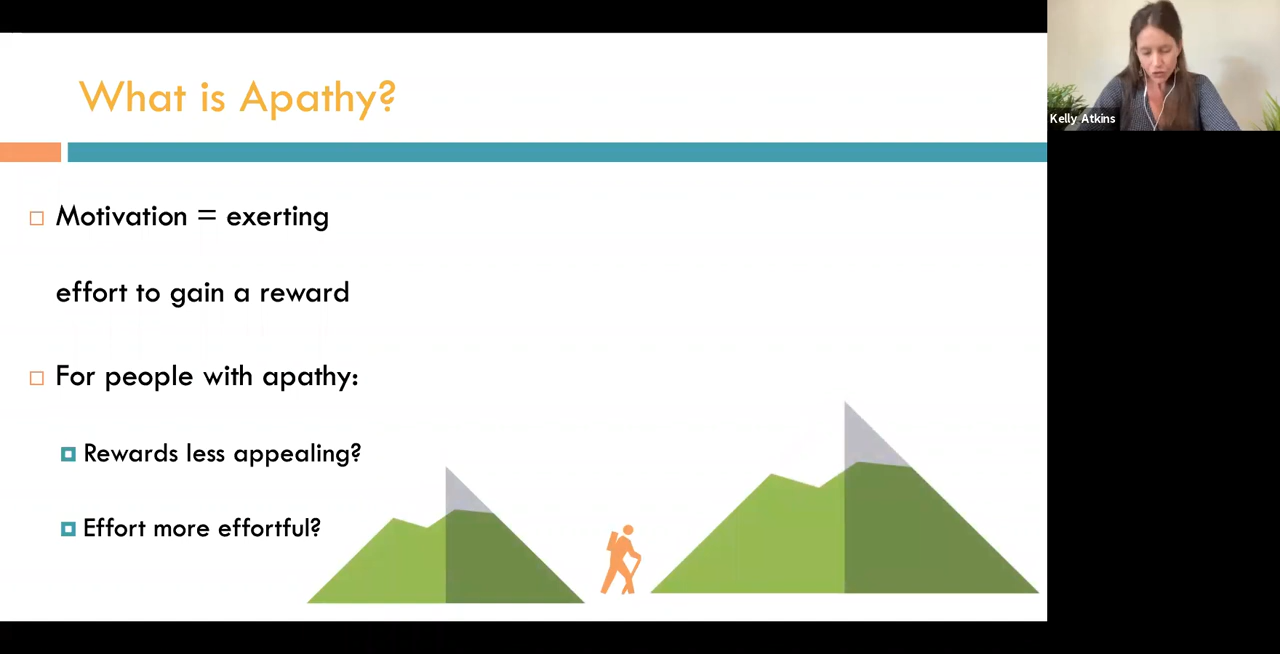 What is Apathy?
Motivation = exerting
effort to gain a reward
For people with apathy:
Rewards less appealing?
Effort more effortful?
Kelly Atkins